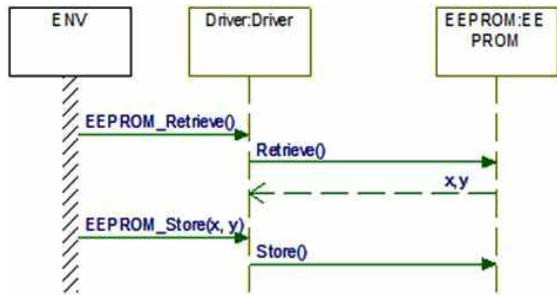 ENV
Driver:Driver
EEPROM:EE
PROM
EEPROM_Retrieve()
Retrieve()
x,y
EEPROM_Store(x, y)
Store()